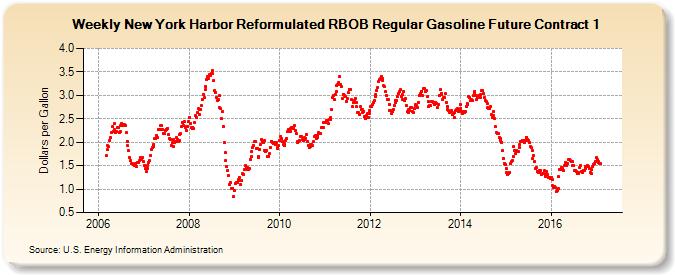 Weekly New York Harbor Reformulated RBOB Regular Gasoline Future Contract 1
Dollars per Gallon
4.0
3.5
3.0
2.5
2.0
1.5
1.0
0.5
2006 2008 2010 2012 2014 2016
Source: U.S. Energy Information Administration